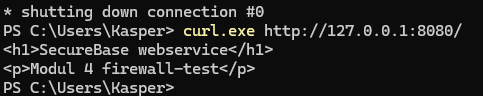 * shutting down connection #0
PS C:\Users\Kasper> curl.exe http://127.0.0.1:8080/
<h1>SecureBase webservice</h1>
<p>Modul 4 firewall-test</p>
PS C:\Users\Kasper>